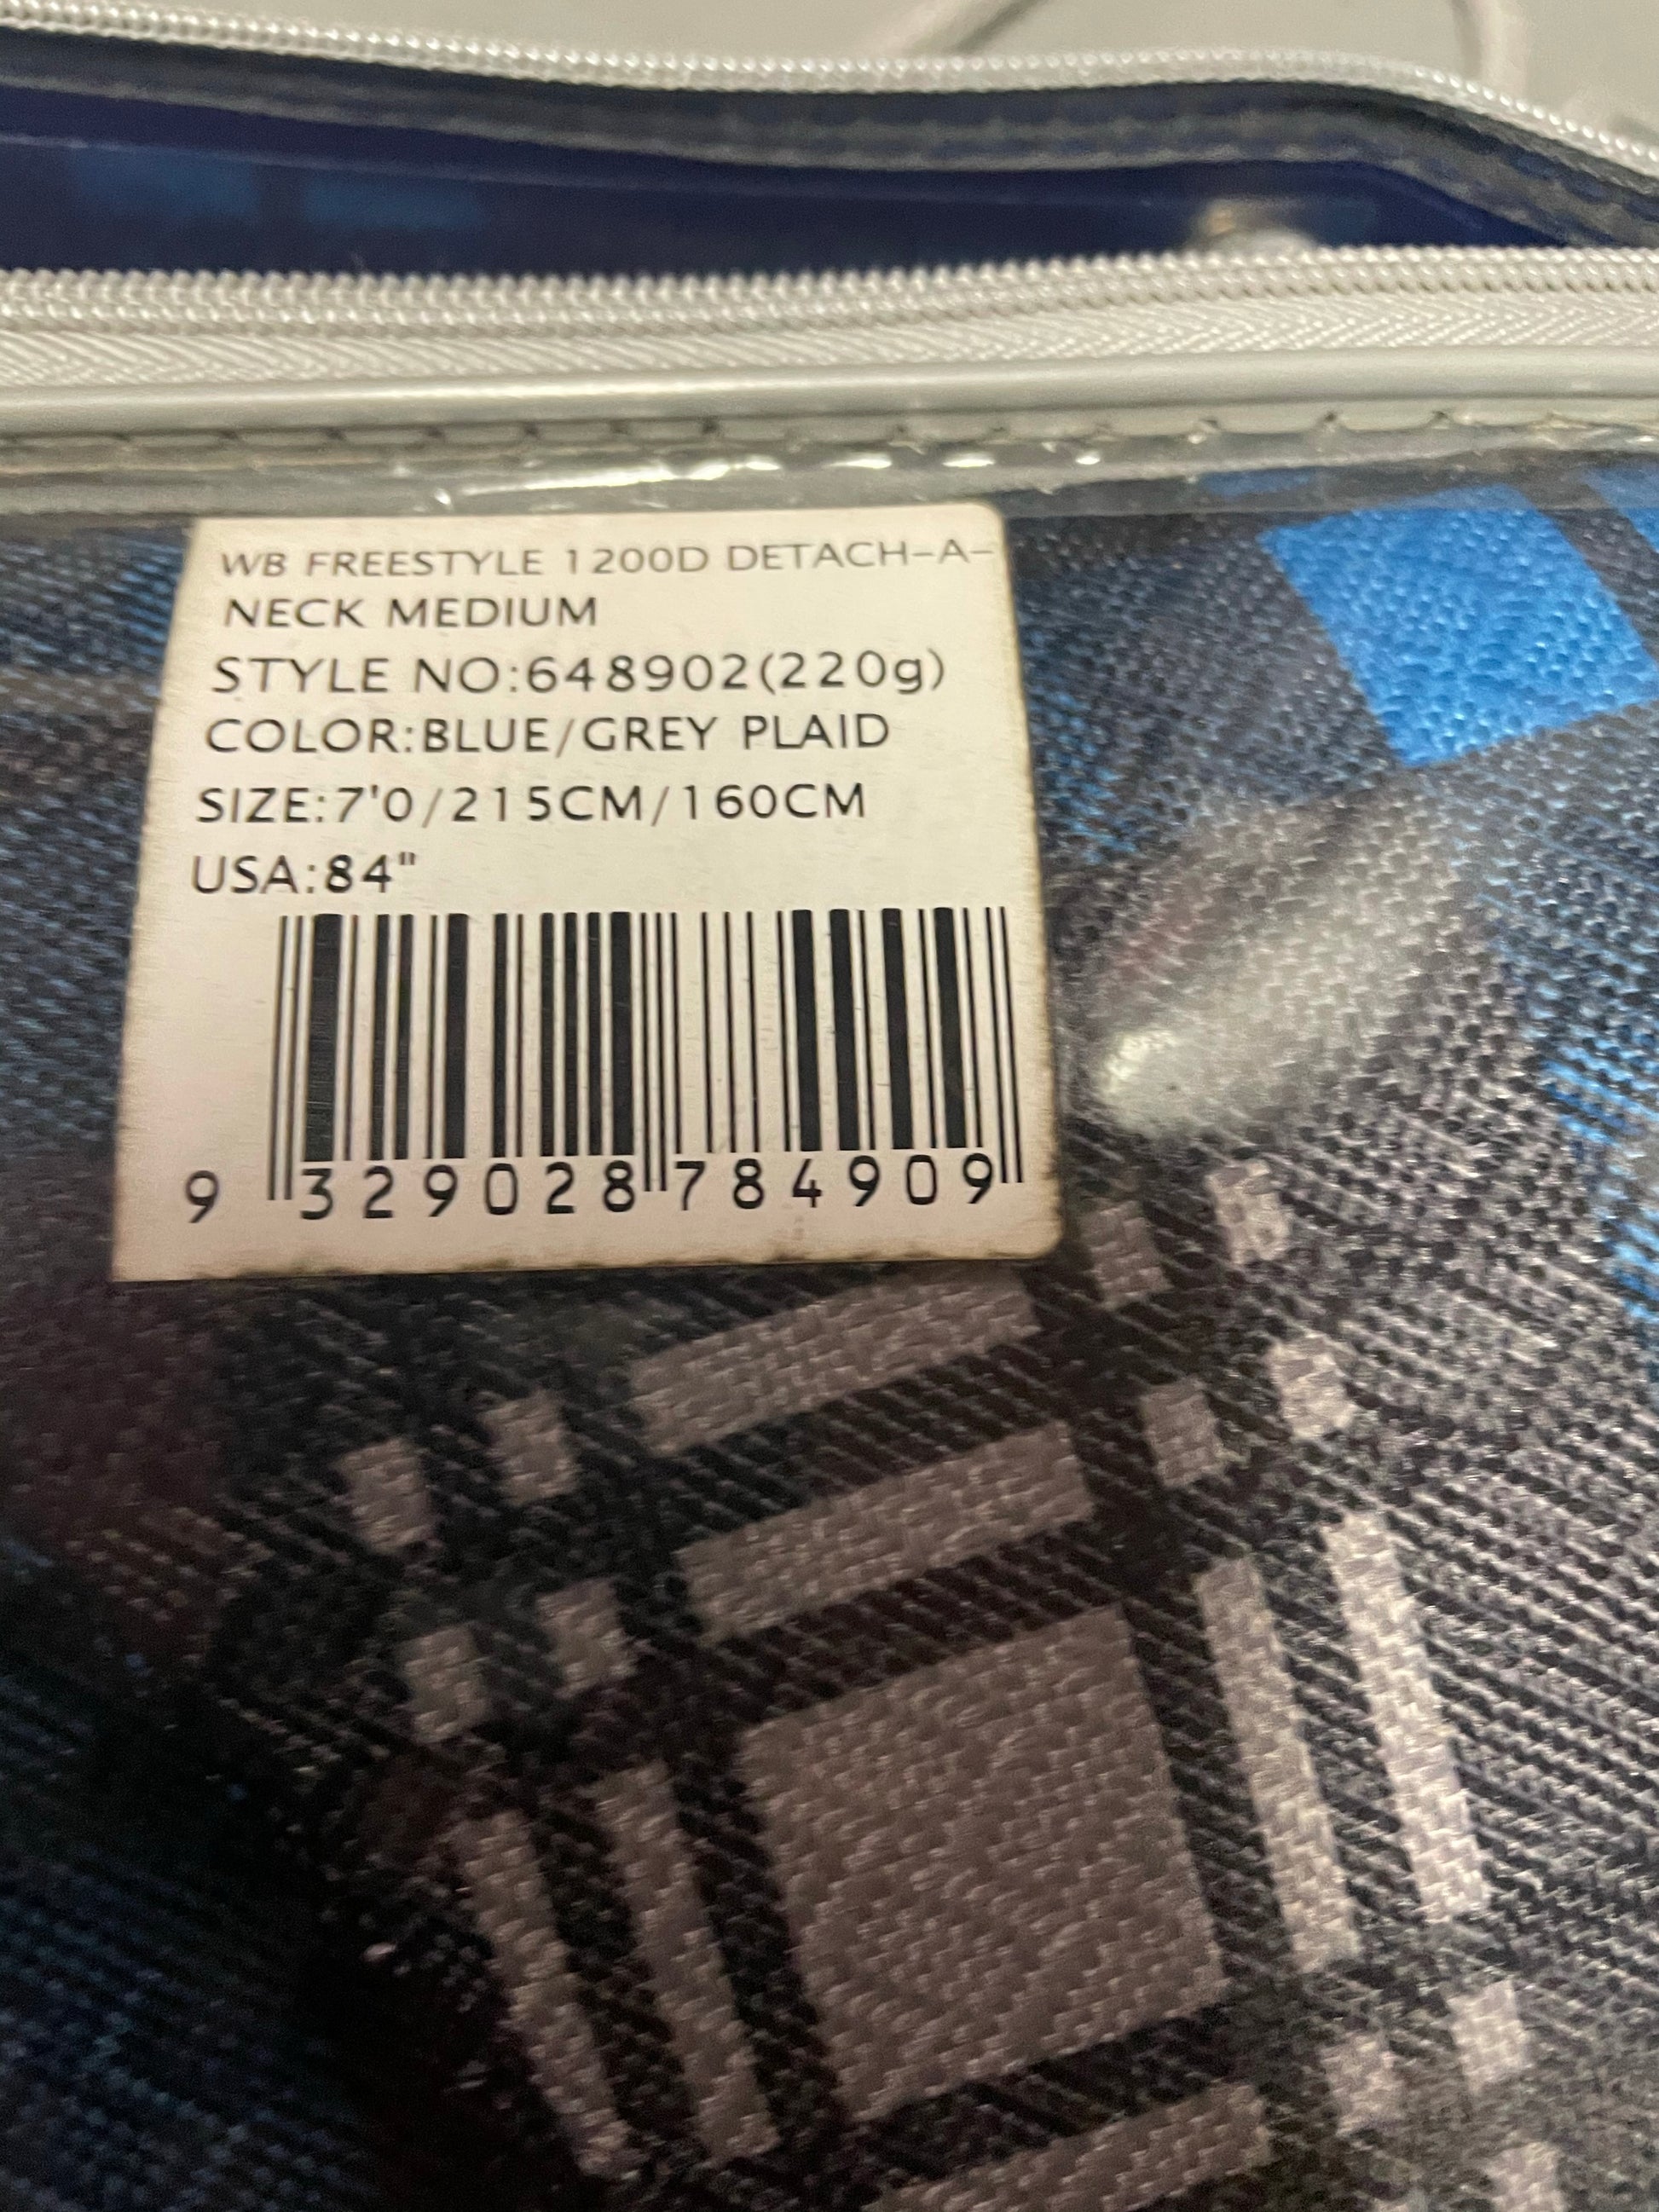 WB FREESTYLE 1200D DETACH-A-
NECK MEDIUM
STYLE NO:648902(220g)
COLOR:BLUE/GREY PLAID
SIZE:7'0/215CM/160CM
USA:84"
9 329028 784909